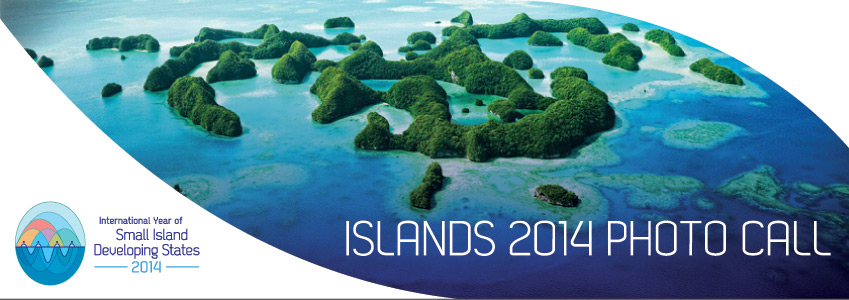 International Year of
Small Island
Developing States
2014
ISLANDS 2014 PHOTO CALL